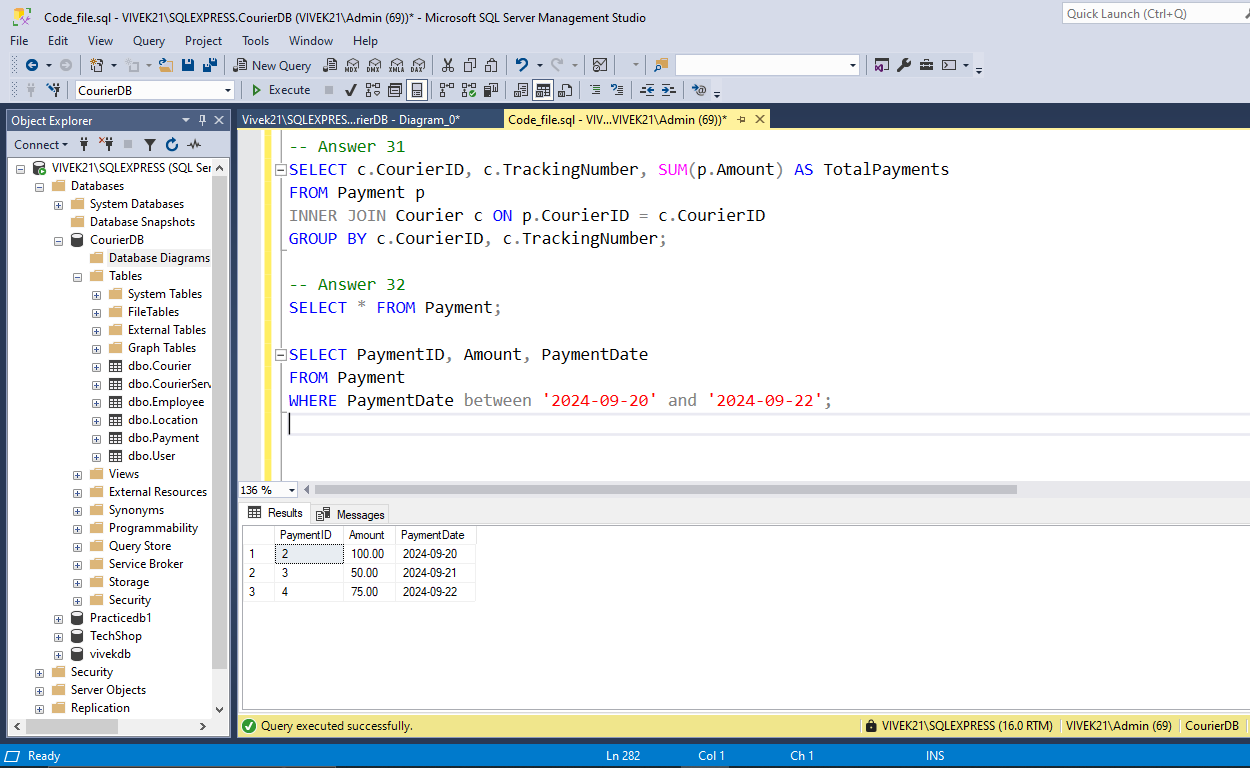 Code_file.sql - VIVEK21\SQLEXPRESS.CourierDB (VIVEK21\Admin (69))* - Microsoft SQL Server Management Studio
Quick Launch (Ctrl+Q)
File Edit View Query Project Tools Window Help
New Query MDX DMX XMLA DAX
CourierDB Execute
Object Explorer
Vivek21\SQLEXPRES...rierDB - Diagram_0*
Code_file.sql - VIV...VIVEK21\Admin (69))*
Connect
VIVEK21\SQLEXPRESS (SQL Ser
Databases
System Databases
Database Snapshots
CourierDB
Database Diagrams
Tables
System Tables
FileTables
External Tables
Graph Tables
dbo.Courier
dbo.CourierServ
dbo.Employee
dbo.Location
dbo.Payment
dbo.User
Views
External Resources
Synonyms
Programmability
Query Store
Service Broker
Storage
Security
Practicedb1
TechShop
vivekdb
Security
Server Objects
Replication
-- Answer 31
SELECT c.CourierID, c.TrackingNumber, SUM(p.Amount) AS TotalPayments
FROM Payment p
INNER JOIN Courier c ON p.CourierID = c.CourierID
GROUP BY c.CourierID, c.TrackingNumber;
-- Answer 32
SELECT * FROM Payment;
SELECT PaymentID, Amount, PaymentDate
FROM Payment
WHERE PaymentDate between '2024-09-20' and '2024-09-22';
136 %
Results Messages
PaymentID Amount PaymentDate
1 2 100.00 2024-09-20
2 3 50.00 2024-09-21
3 4 75.00 2024-09-22
Query executed successfully.
VIVEK21\SQLEXPRESS (16.0 RTM) VIVEK21\Admin (69) CourierDB
Ready Ln 282 Col 1 Ch 1 INS